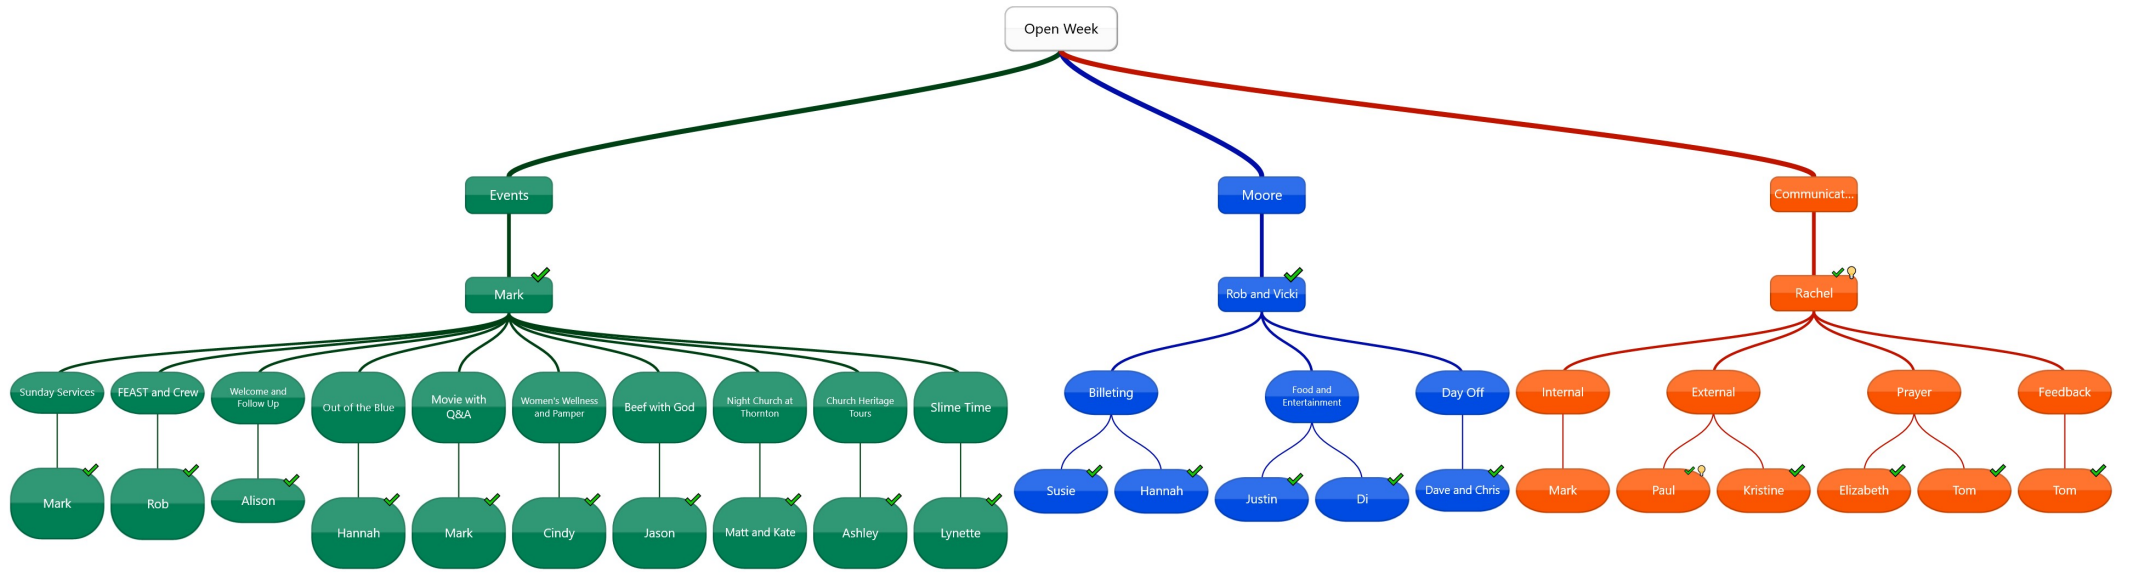 Open Week
Events
Moore
Communicat...
Mark
Rob and Vicki
Rachel
Sunday Services
FEAST and Crew
Welcome and
Follow Up
Out of the Blue
Movie with
Q&A
Women's Wellness
and Pamper
Beef with God
Night Church at
Thornton
Church Heritage
Tours
Slime Time
Billeting
Food and
Entertainment
Day Off
Internal
External
Prayer
Feedback
Mark
Rob
Alison
Hannah
Mark
Cindy
Jason
Matt and Kate
Ashley
Lynette
Susie
Hannah
Justin
Di
Dave and Chris
Mark
Paul
Kristine
Elizabeth
Tom
Tom